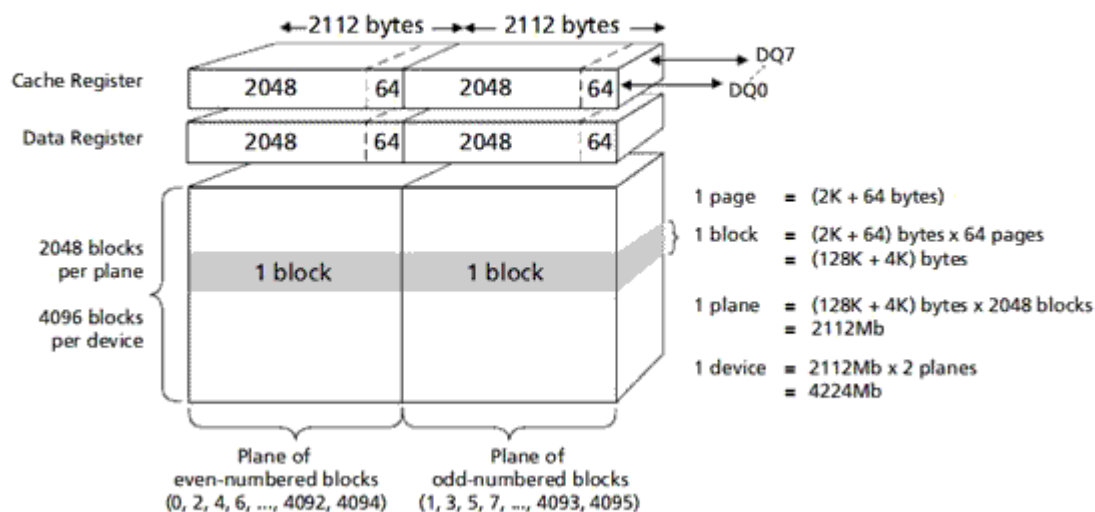 2112 bytes 2112 bytes
Cache Register 2048 64 2048 64 DQ7
DQ0
Data Register 2048 64 2048 64
1 page = (2K + 64 bytes)
1 block = (2K + 64) bytes x 64 pages
= (128K + 4K) bytes
2048 blocks
per plane
1 block 1 block
4096 blocks
per device
1 plane = (128K + 4K) bytes x 2048 blocks
= 2112Mb
1 device = 2112Mb x 2 planes
= 4224Mb
Plane of
even-numbered blocks
(0, 2, 4, 6, ..., 4092, 4094)
Plane of
odd-numbered blocks
(1, 3, 5, 7, ..., 4093, 4095)